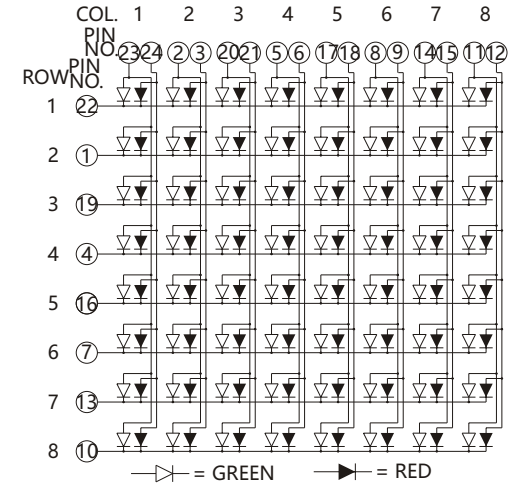 COL. 1 2 3 4 5 6 7 8
PIN NO. 23 24 2 3 20 21 5 6 17 18 8 9 14 15 11 12
ROW PIN NO.
1 22
2 1
3 19
4 4
5 16
6 7
7 13
8 10
= GREEN = RED